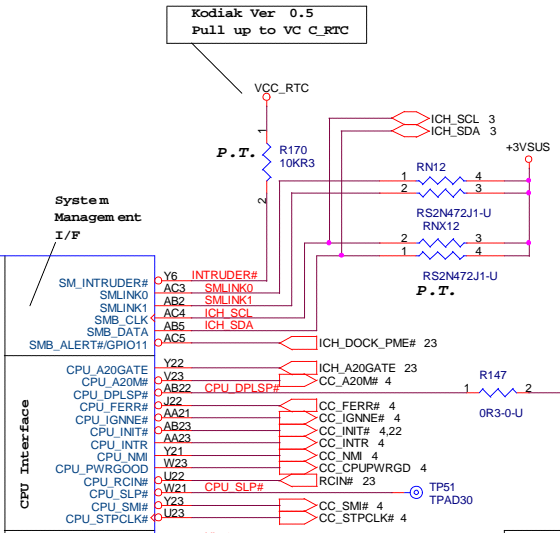 Kodiak Ver 0.5
Pull up to VC C_RTC
VCC_RTC
ICH_SCL 3
ICH_SDA 3
1
R170
10KR3
P.T.
2
+3VSUS
RN12
1 4
2 3
RS2N472J1-U
RNX12
2 3
1 4
RS2N472J1-U
P.T.
System
Management
I/F
SM_INTRUDER# Y6 INTRUDER#
SMLINK0 AC3 SMLINK0
SMLINK1 AB2 SMLINK1
SMB_CLK AC4 ICH_SCL
SMB_DATA AB5 ICH_SDA
SMB_ALERT#/GPIO11 AC5 ICH_DOCK_PME# 23
CPU Interface
CPU_A20GATE Y22 ICH_A20GATE 23
CPU_A20M# V23 CC_A20M# 4
CPU_DPLSP# AB22 CPU_DPLSP# 1 R147 2
0R3-0-U
CPU_FERR# J22 CC_FERR# 4
CPU_IGNNE# AA21 CC_IGNNE# 4
CPU_INIT# AB23 CC_INIT# 4,22
CPU_INTR AA23 CC_INTR 4
CPU_NMI Y21 CC_NMI 4
CPU_PWRGOOD W23 CC_CPUPWRGD 4
CPU_RCIN# U22 RCIN# 23
CPU_SLP# W21 CPU_SLP# TP51
TPAD30
CPU_SMI# Y23 CC_SMI# 4
CPU_STPCLK# U23 CC_STPCLK# 4